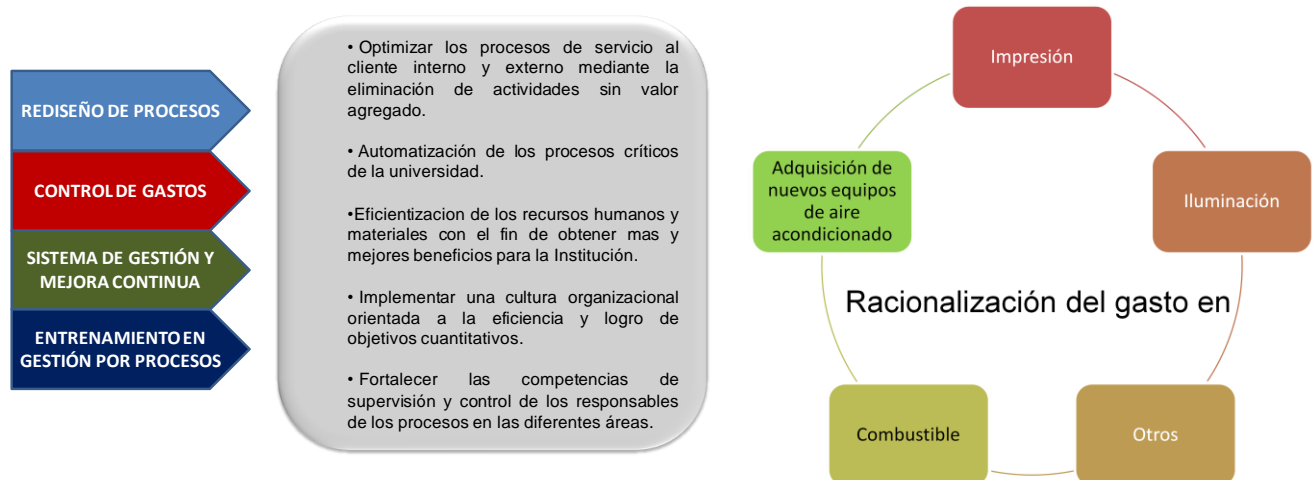 REDISEÑO DE PROCESOS
CONTROL DE GASTOS
SISTEMA DE GESTIÓN Y
MEJORA CONTINUA
ENTRENAMIENTO EN
GESTIÓN POR PROCESOS
• Optimizar los procesos de servicio al
cliente interno y externo mediante la
eliminación de actividades sin valor
agregado.
• Automatización de los procesos críticos
de la universidad.
•Eficientizacion de los recursos humanos y
materiales con el fin de obtener mas y
mejores beneficios para la Institución.
• Implementar una cultura organizacional
orientada a la eficiencia y logro de
objetivos cuantitativos.
• Fortalecer las competencias de
supervisión y control de los responsables
de los procesos en las diferentes áreas.
Impresión
Iluminación
Otros
Combustible
Adquisición de
nuevos equipos
de aire
acondicionado
Racionalización del gasto en